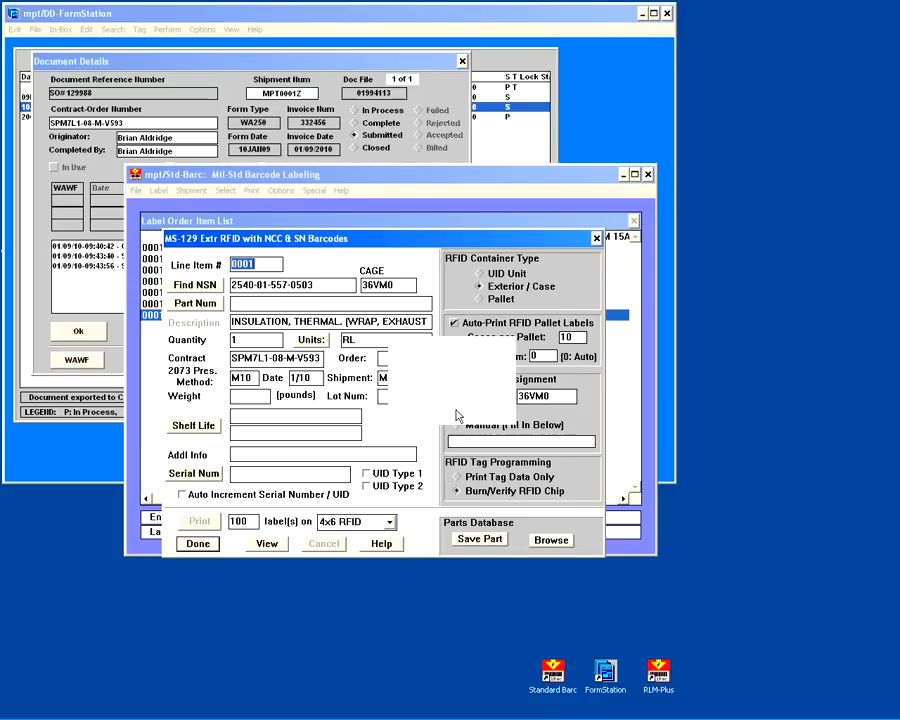 mpt/DD-FormStation
Exit File In-Box Edit Search Tag Perform Options View Help
Document Details
Document Reference Number Shipment Num Doc File 1 of 1
SO# 129988 MPT0001Z 01994113
Contract-Order Number Form Type Invoice Num In Process Failed
SPM7L1-08-M-V593 WA250 332456 Complete Rejected
Originator: Brian Aldridge Form Date Invoice Date Submitted Accepted
Completed By: Brian Aldridge 10JAN09 01/09/2010 Closed Billed
In Use
WAWF Date
01/09/10-09:40:42 -
01/09/10-09:43:40 -
01/09/10-09:43:56 -
Ok
WAWF
Document exported to C
LEGEND: P: In Process,
S T Lock
P T
S
S
P
mpt/Std-Barc: Mil-Std Barcode Labeling
File Label Shipment Select Print Options Special Help
Label Order Item List
MS-129 Extr RFID with NCC & SN Barcodes
Line Item # 0001 CAGE
Find NSN 2540-01-557-0503 36VM0
Part Num
Description INSULATION, THERMAL. (WRAP, EXHAUST
Quantity 1 Units: RL
Contract SPM7L1-08-M-V593 Order:
2073 Pres. Method: M10 Date 1/10 Shipment: M
Weight (pounds) Lot Num:
Shelf Life
Addl Info
Serial Num UID Type 1
UID Type 2
Auto Increment Serial Number / UID
Print 100 label(s) on 4x6 RFID
Done View Cancel Help
RFID Container Type
UID Unit
Exterior / Case
Pallet
Auto-Print RFID Pallet Labels
Pallet: 10
0 (0: Auto)
36VM0
Manual (Fill In Below)
RFID Tag Programming
Print Tag Data Only
Burn/Verify RFID Chip
Parts Database
Save Part Browse
M 15A
Standard Barc FormStation RLM-Plus